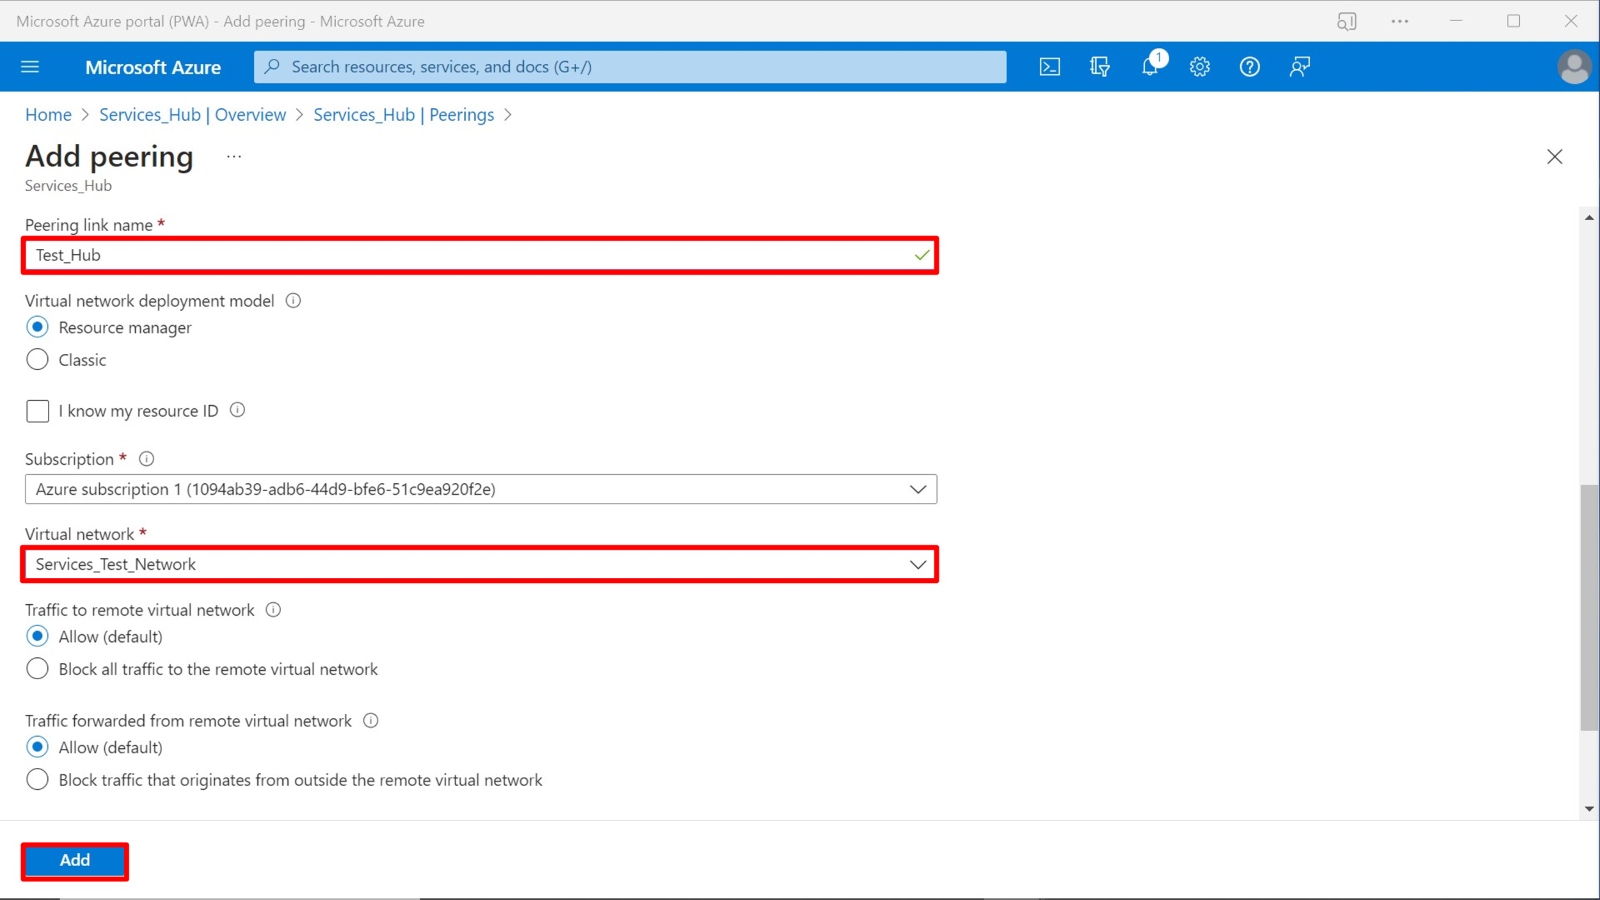 Microsoft Azure portal (PWA) - Add peering - Microsoft Azure
Microsoft Azure
Search resources, services, and docs (G+/)
1
Home > Services_Hub | Overview > Services_Hub | Peerings >
Add peering ...
Services_Hub
Peering link name *
Test_Hub
Virtual network deployment model
Resource manager
Classic
I know my resource ID
Subscription *
Azure subscription 1 (1094ab39-adb6-44d9-bfe6-51c9ea920f2e)
Virtual network *
Services_Test_Network
Traffic to remote virtual network
Allow (default)
Block all traffic to the remote virtual network
Traffic forwarded from remote virtual network
Allow (default)
Block traffic that originates from outside the remote virtual network
Add